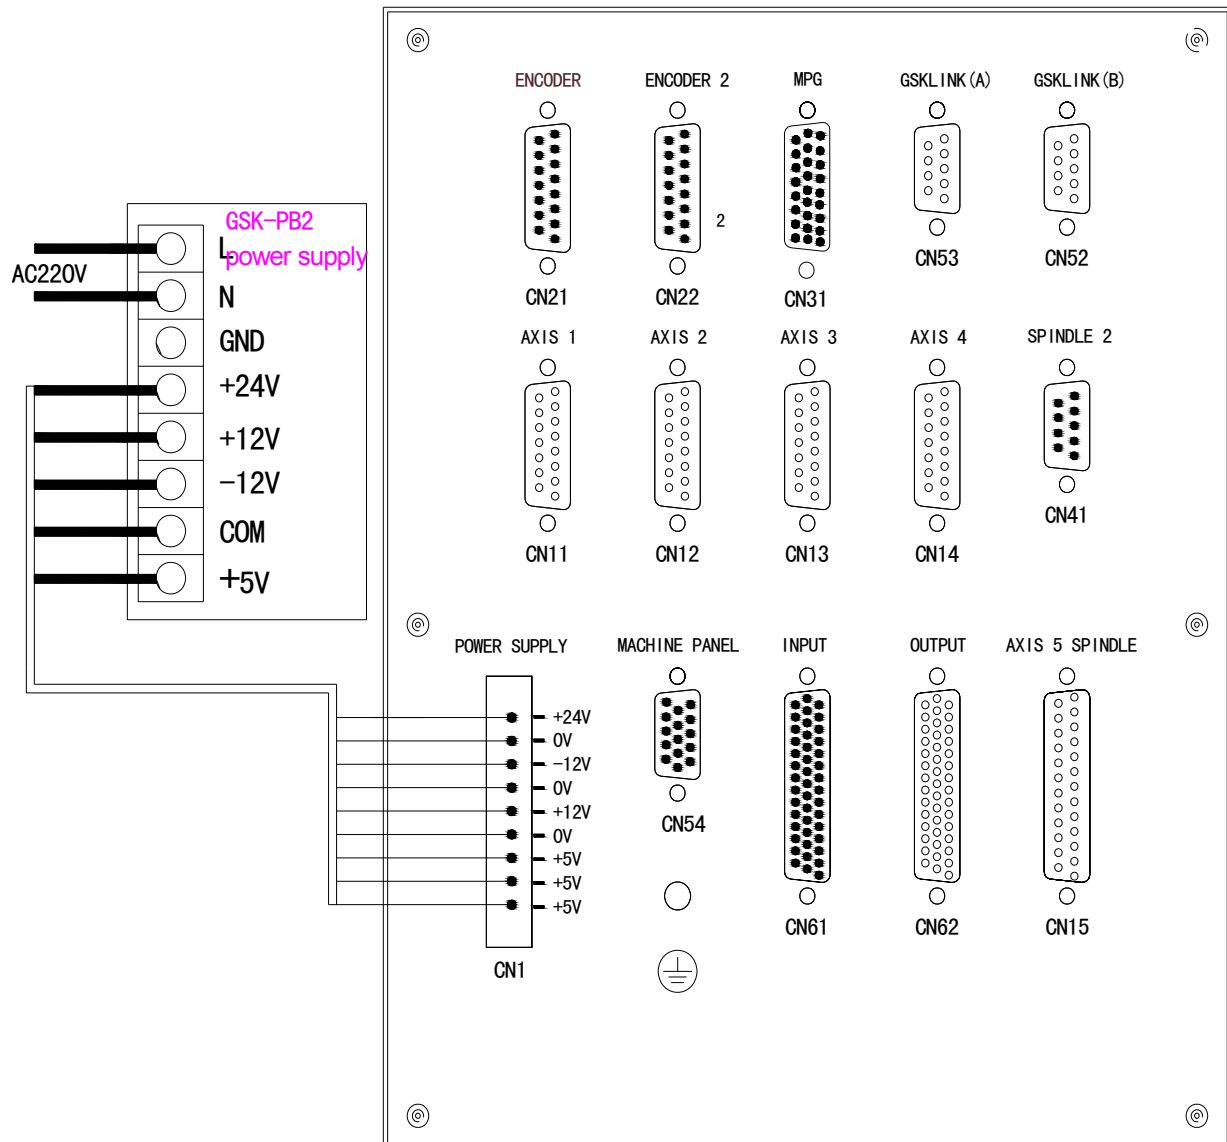 ENCODER
ENCODER 2
MPG
GSKLINK(A)
GSKLINK(B)
2
CN21
CN22
CN31
CN53
CN52
GSK-PB2
power supply
AC220V
L
N
GND
+24V
+12V
-12V
COM
+5V
AXIS 1
AXIS 2
AXIS 3
AXIS 4
SPINDLE 2
CN11
CN12
CN13
CN14
CN41
POWER SUPPLY
MACHINE PANEL
INPUT
OUTPUT
AXIS 5 SPINDLE
+24V
0V
-12V
0V
+12V
0V
+5V
+5V
+5V
CN1
CN54
CN61
CN62
CN15